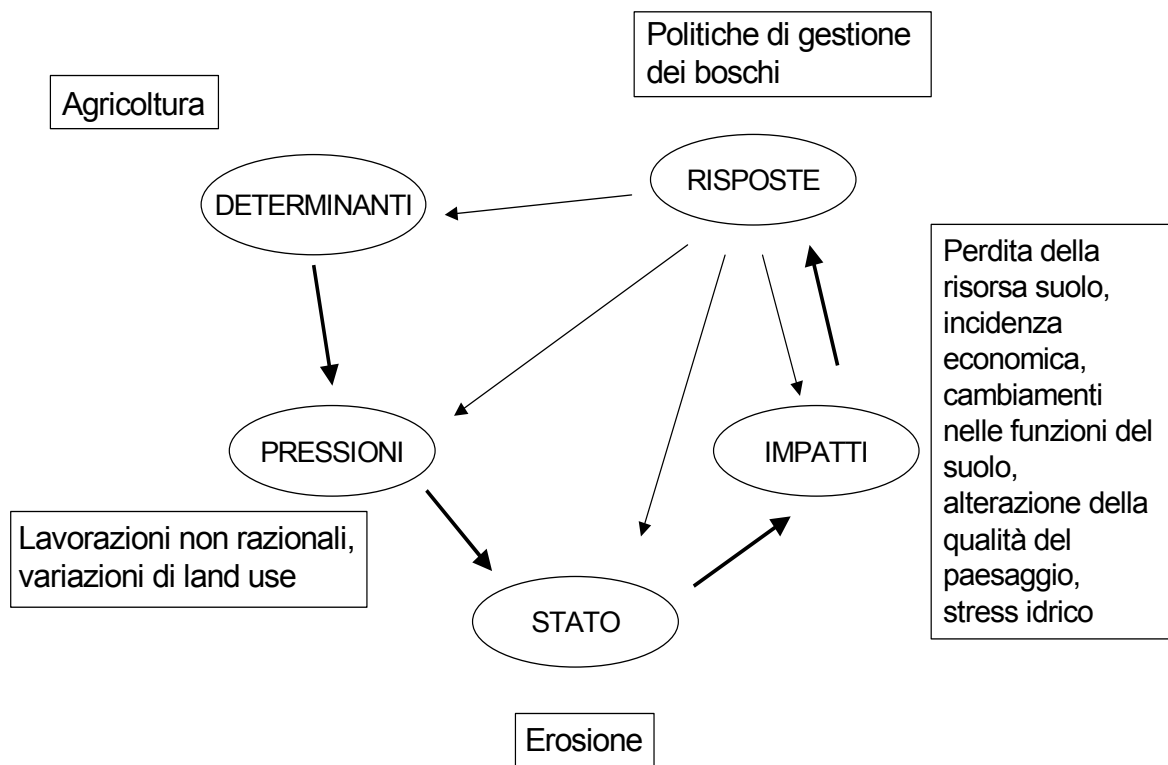 Politiche di gestione
dei boschi
Agricoltura
RISPOSTE
DETERMINANTI
Perdita della
risorsa suolo,
incidenza
economica,
cambiamenti
nelle funzioni del
suolo,
alterazione della
qualità del
paesaggio,
stress idrico
PRESSIONI
IMPATTI
Lavorazioni non razionali,
variazioni di land use
STATO
Erosione